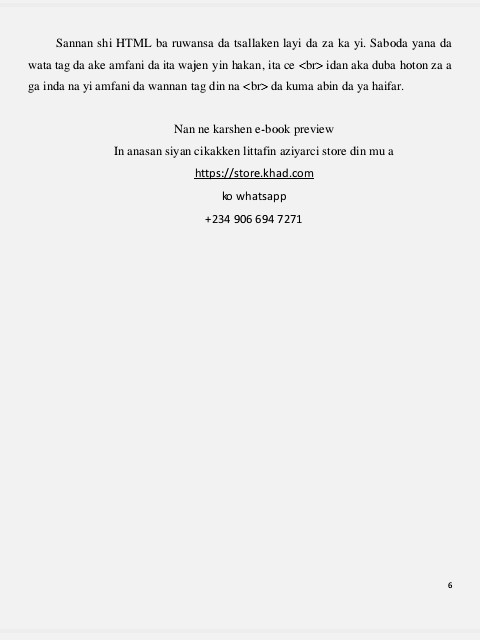 Sannan shi HTML ba ruwansa da tsallaken layi da za ka yi. Saboda yana da
wata tag da ake amfani da ita wajen yin hakan, ita ce <br> idan aka duba hoton za a
ga inda na yi amfani da wannan tag din na <br> da kuma abin da ya haifar.
Nan ne karshen e-book preview
In anasan siyan cikakken littafin aziyarci store din mu a
https://store.khad.com
ko whatsapp
+234 906 694 7271
6